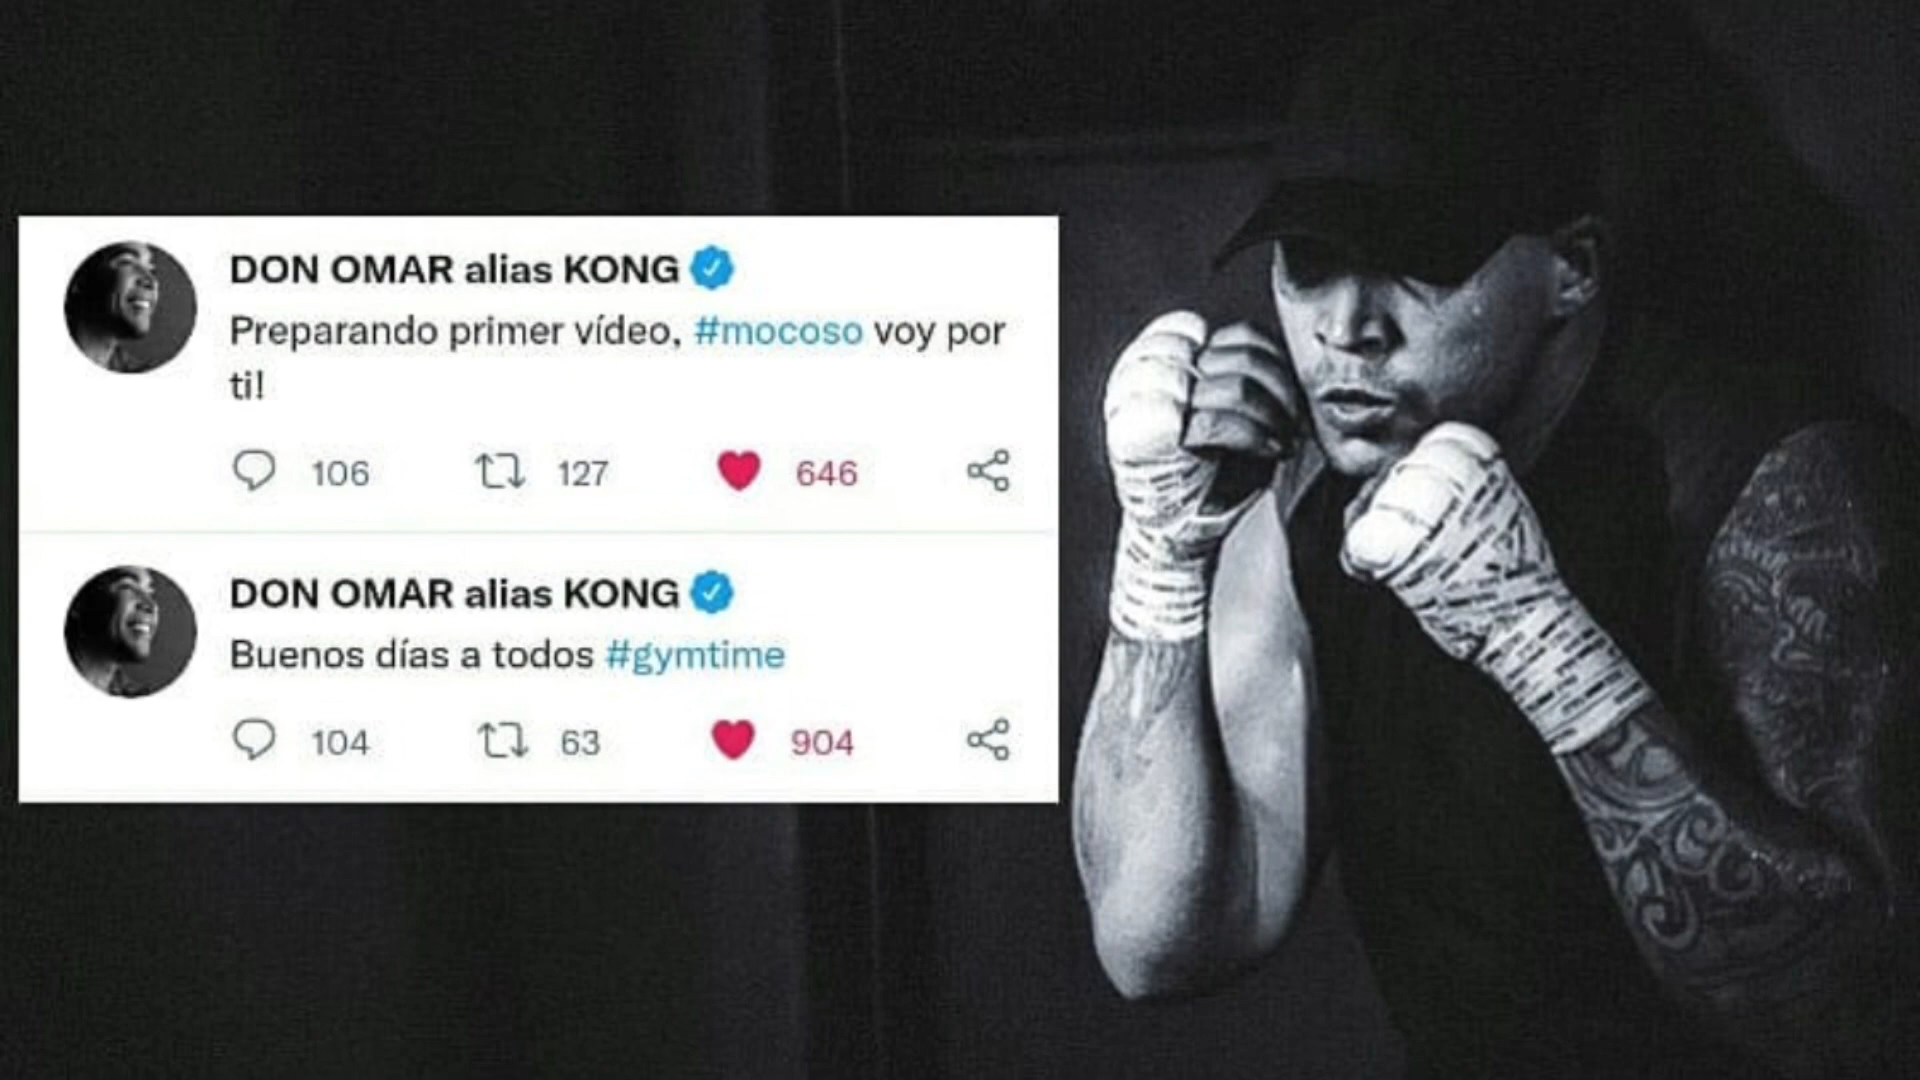 DON OMAR alias KONG
Preparando primer vídeo, #mocoso voy por
ti!
106 127 646
DON OMAR alias KONG
Buenos días a todos #gymtime
104 63 904